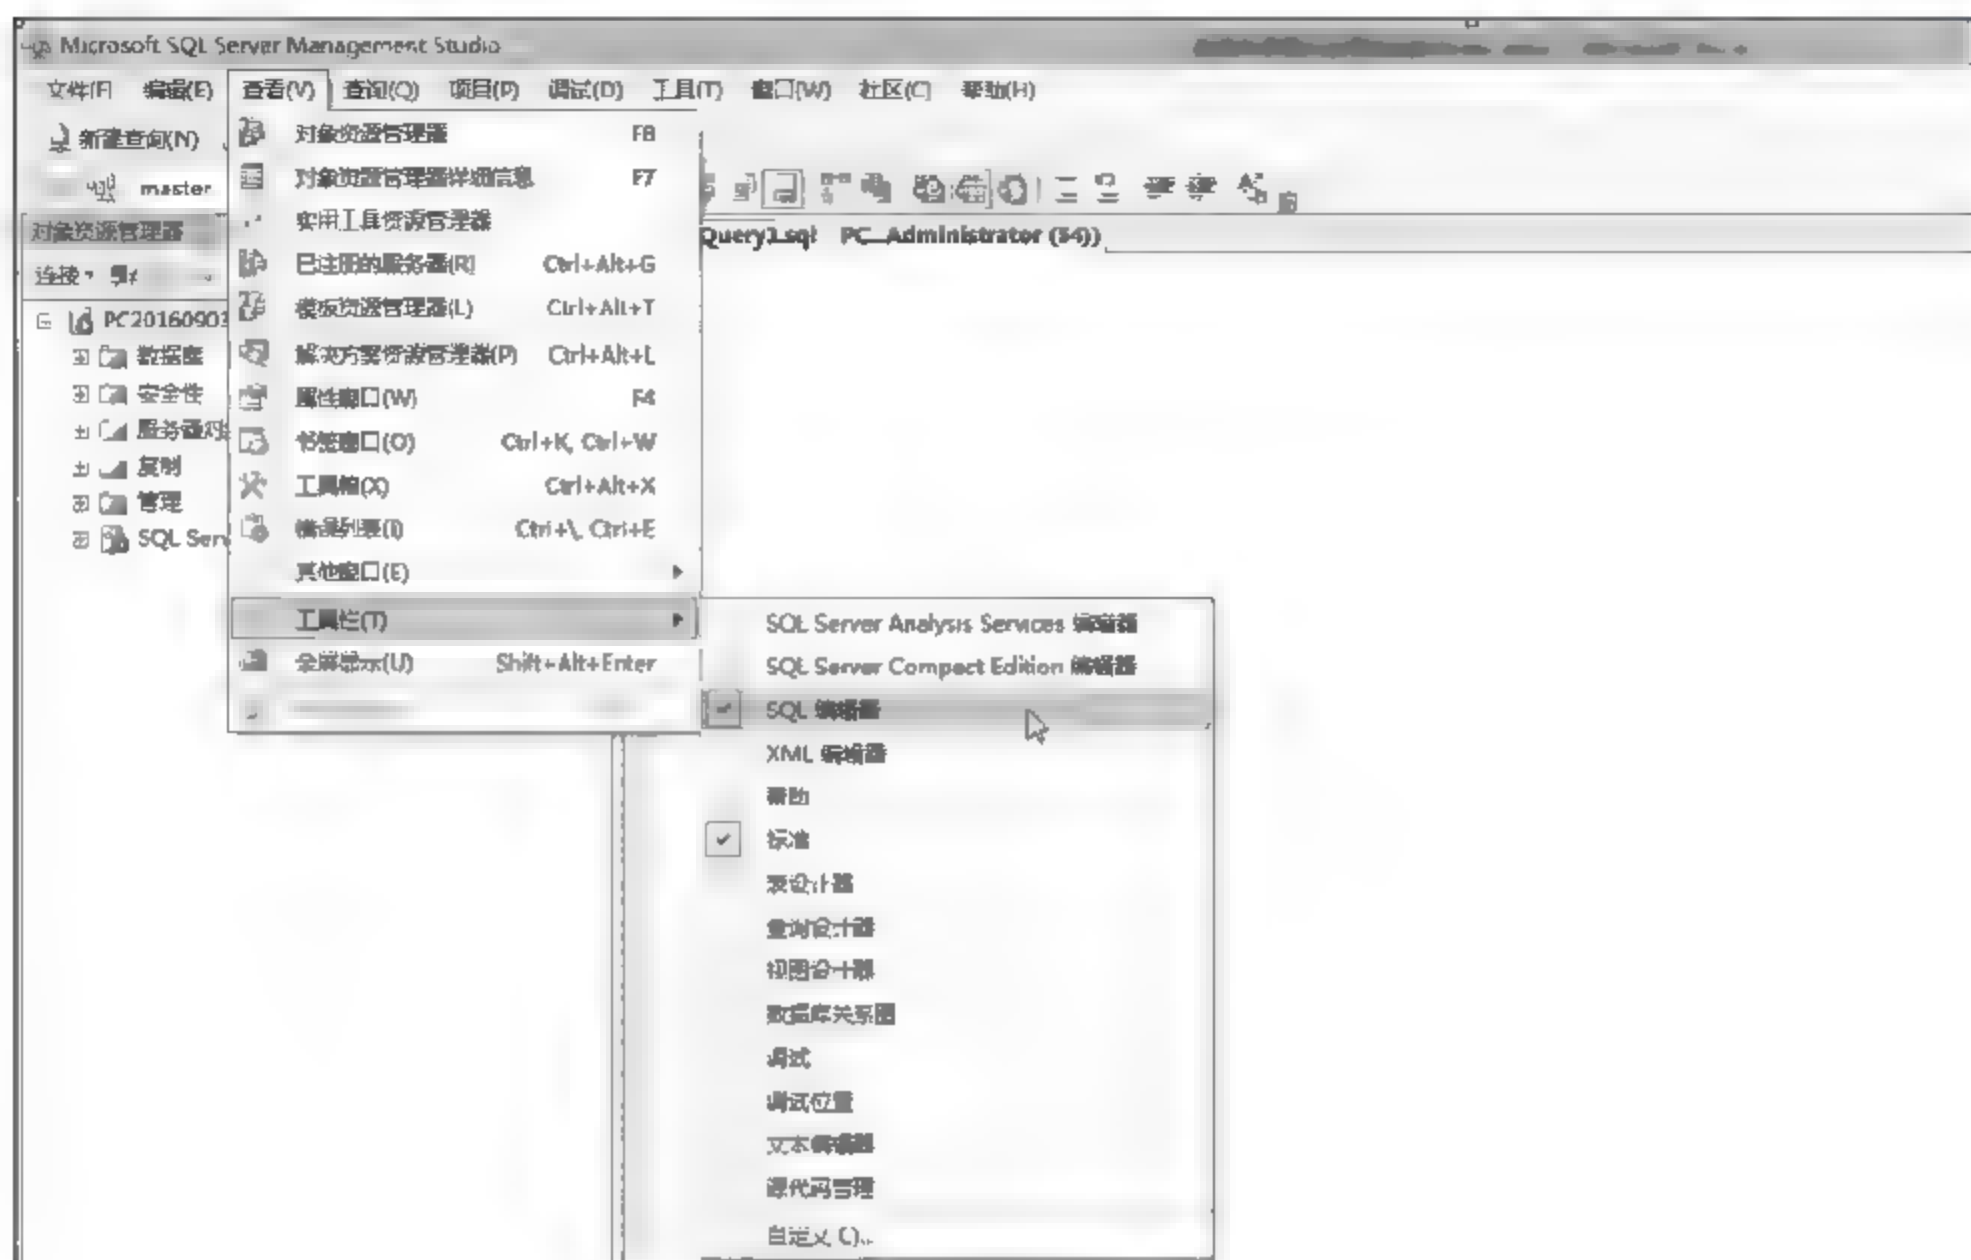 Microsoft SQL Server Management Studio
文件(F 编辑(E) 查看(V) 查询(Q) 项目(P) 调试(D) 工具(T) 窗口(W) 社区(C) 帮助(H)
新建查询(N)
master
对象资源管理器
连接
PC20160903
数据库
安全性
服务器对象
复制
管理
SQL Serv
对象资源管理器 F8
对象资源管理器详细信息 F7
实用工具资源管理器
已注册的服务器(R) Ctrl+Alt+G
模板资源管理器(L) Ctrl+Alt+T
解决方案资源管理器(P) Ctrl+Alt+L
属性窗口(W) F4
书签窗口(O) Ctrl+K, Ctrl+W
工具箱(X) Ctrl+Alt+X
错误列表(I) Ctrl+\, Ctrl+E
其他窗口(E)
工具栏(T)
全屏显示(U) Shift+Alt+Enter
Query1.sql PC Administrator (54))
SQL Server Analysis Services 编辑器
SQL Server Compact Edition 编辑器
SQL 编辑器
XML 编辑器
帮助
标准
表设计器
查询设计器
视图设计器
数据库关系图
调试
调试位置
文本编辑器
源代码管理
自定义 C)...